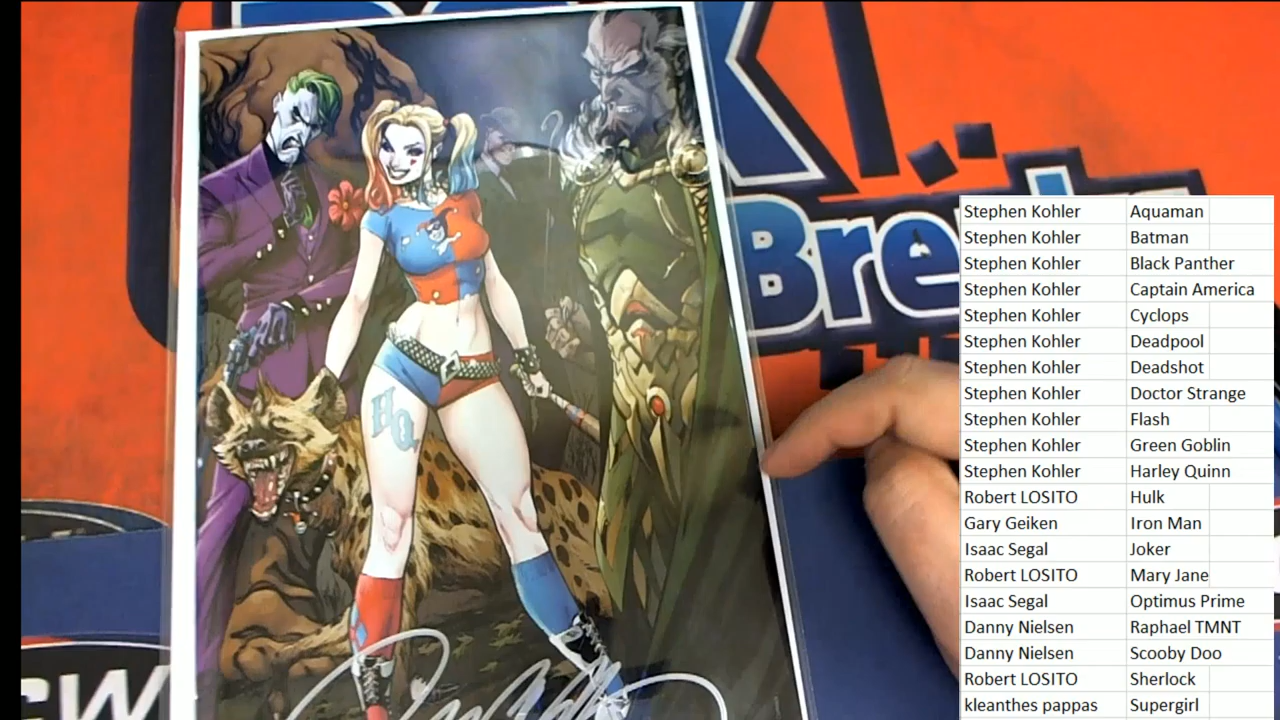 Bre
HQ
CW
Stephen Kohler Aquaman
Stephen Kohler Batman
Stephen Kohler Black Panther
Stephen Kohler Captain America
Stephen Kohler Cyclops
Stephen Kohler Deadpool
Stephen Kohler Deadshot
Stephen Kohler Doctor Strange
Stephen Kohler Flash
Stephen Kohler Green Goblin
Stephen Kohler Harley Quinn
Robert LOSITO Hulk
Gary Geiken Iron Man
Isaac Segal Joker
Robert LOSITO Mary Jane
Isaac Segal Optimus Prime
Danny Nielsen Raphael TMNT
Danny Nielsen Scooby Doo
Robert LOSITO Sherlock
kleanthes pappas Supergirl